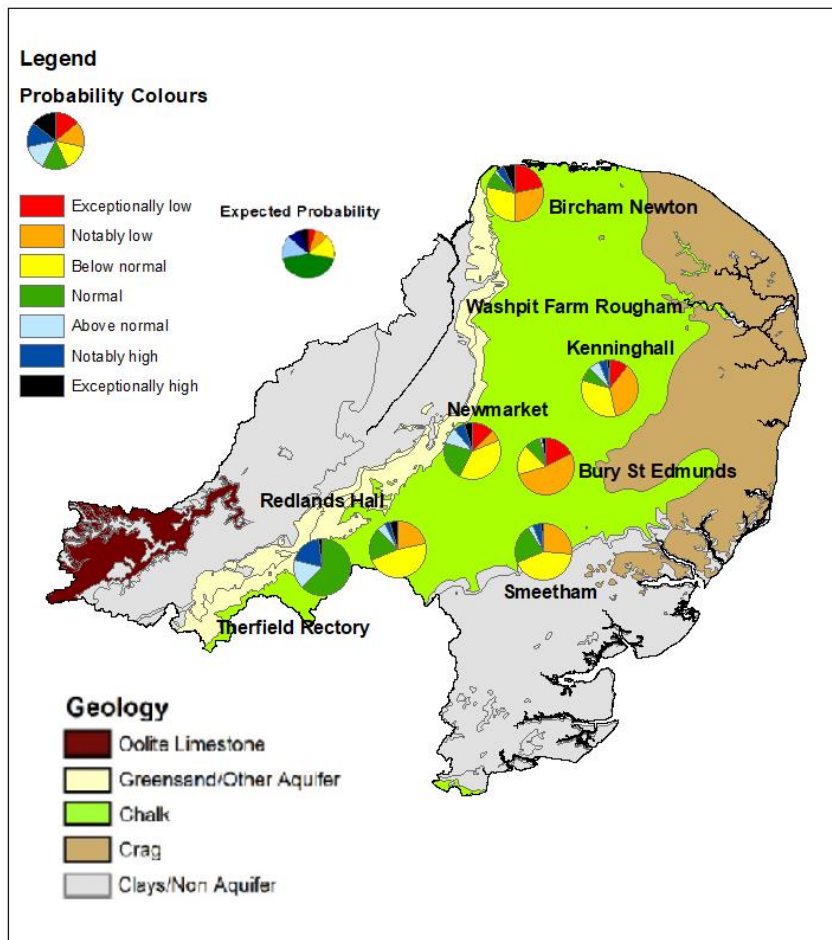 Legend
Probability Colours
Exceptionally low
Notably low
Below normal
Normal
Above normal
Notably high
Exceptionally high
Expected Probability
Bircham Newton
Washpit Farm Rougham
Kenninghall
Newmarket
Bury St Edmunds
Redlands Hall
Smeetham
Therfield Rectory
Geology
Oolite Limestone
Greensand/Other Aquifer
Chalk
Crag
Clays/Non Aquifer